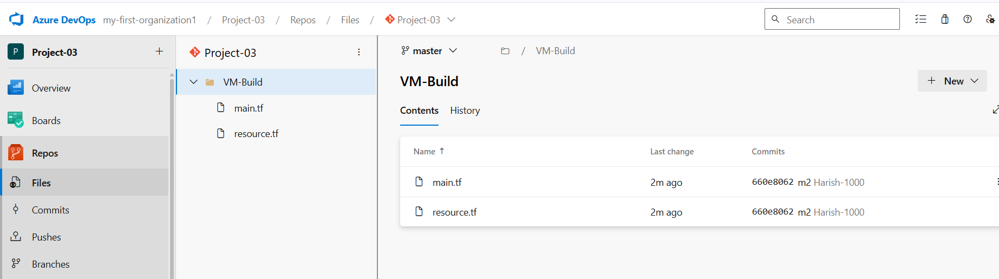 Azure DevOps my-first-organization1 / Project-03 / Repos / Files / Project-03
Search
P Project-03 +
Overview
Boards
Repos
Files
Commits
Pushes
Branches
Project-03
VM-Build
main.tf
resource.tf
master / VM-Build
VM-Build
+ New
Contents History
Name ↑ Last change Commits
main.tf 2m ago 660e8062 m2 Harish-1000
resource.tf 2m ago 660e8062 m2 Harish-1000